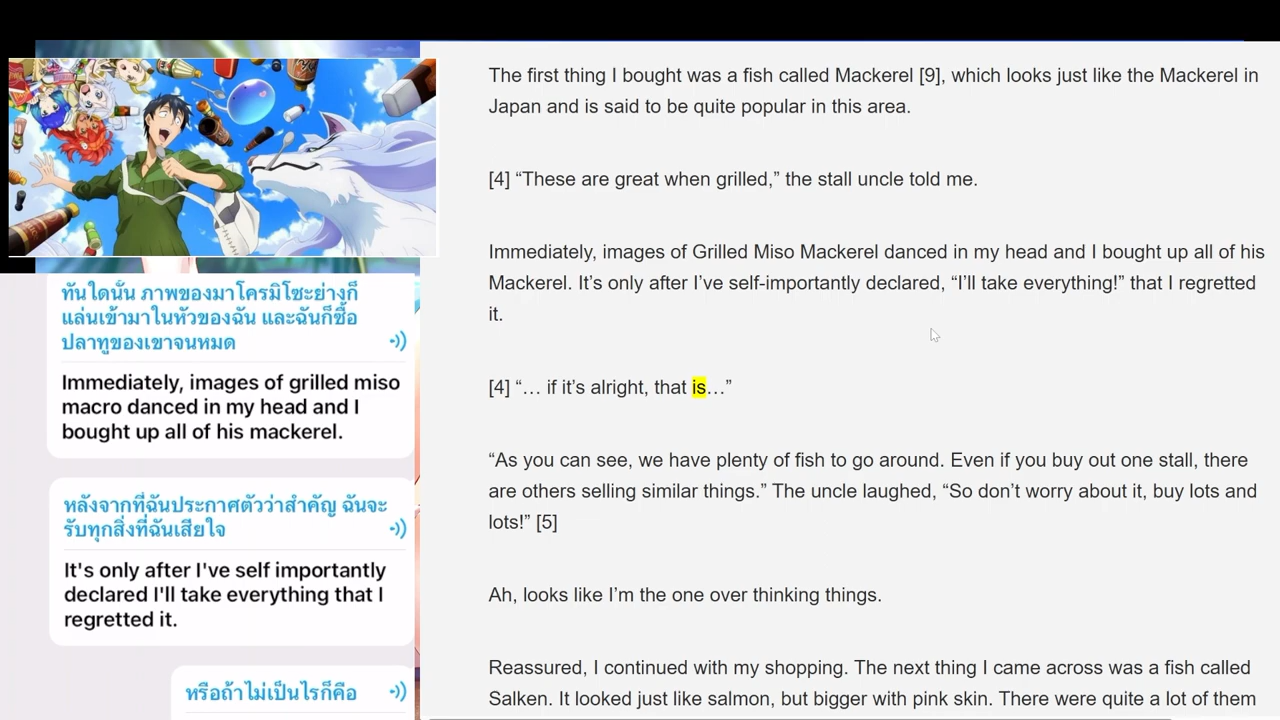 The first thing I bought was a fish called Mackerel [9], which looks just like the Mackerel in
Japan and is said to be quite popular in this area.
[4] “These are great when grilled,” the stall uncle told me.
Immediately, images of Grilled Miso Mackerel danced in my head and I bought up all of his
Mackerel. It’s only after I’ve self-importantly declared, “I’ll take everything!” that I regretted
it.
[4] “… if it’s alright, that is…”
“As you can see, we have plenty of fish to go around. Even if you buy out one stall, there
are others selling similar things.” The uncle laughed, “So don’t worry about it, buy lots and
lots!” [5]
Ah, looks like I’m the one over thinking things.
Reassured, I continued with my shopping. The next thing I came across was a fish called
Salken. It looked just like salmon, but bigger with pink skin. There were quite a lot of them
ทันใดนั้น ภาพของมาโครมิโซะย่างก็
แล่นเข้ามาในหัวของฉัน และฉันก็ซื้อ
ปลาทูของเขาจนหมด
Immediately, images of grilled miso
macro danced in my head and I
bought up all of his mackerel.
หลังจากที่ฉันประกาศตัวว่าสำคัญ ฉันจะ
รับทุกสิ่งที่ฉันเสียใจ
It's only after I've self importantly
declared I'll take everything that I
regretted it.
หรือถ้าไม่เป็นไรก็คือ